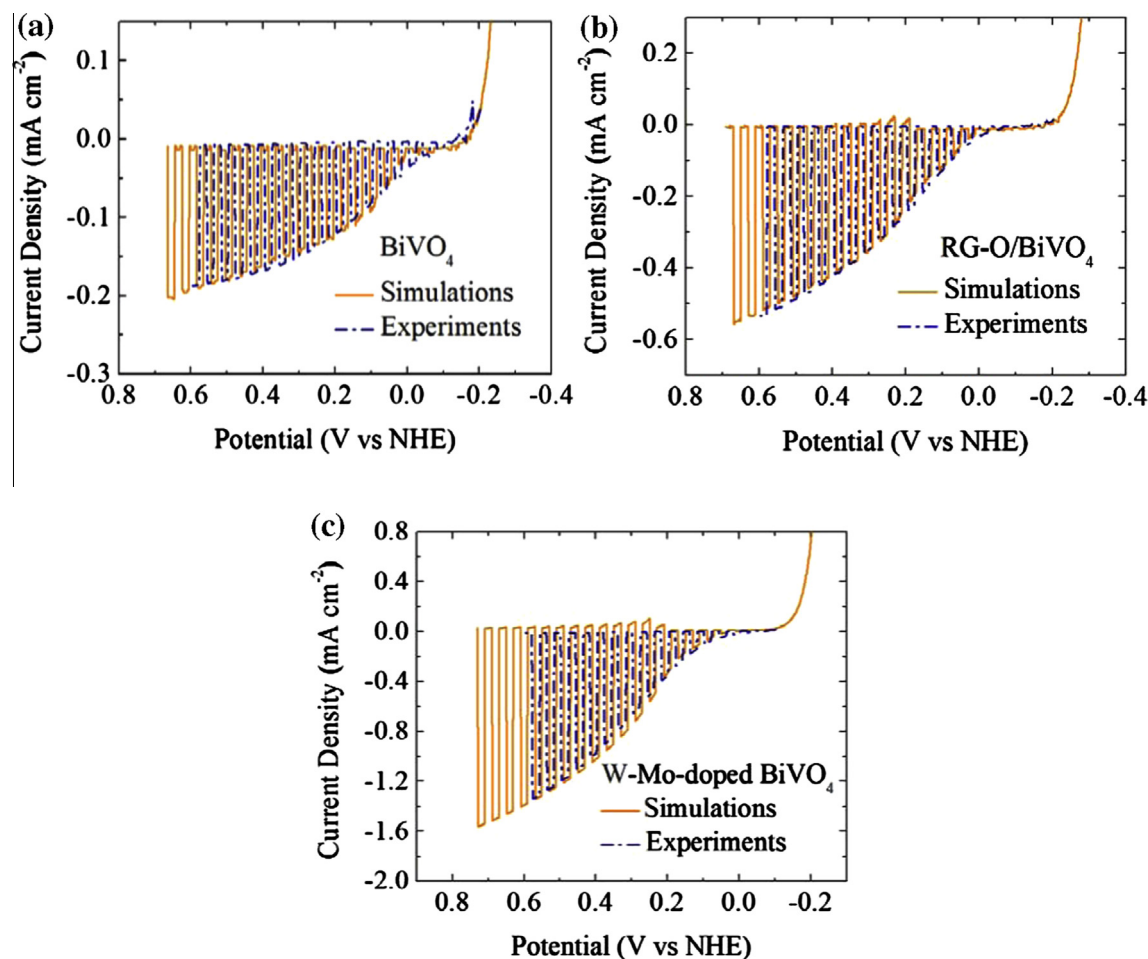 (a)
Current Density (mA cm⁻²)
0.1
0.0
-0.1
-0.2
-0.3
BiVO₄
Simulations
Experiments
0.8 0.6 0.4 0.2 0.0 -0.2 -0.4
Potential (V vs NHE)
(b)
Current Density (mA cm⁻²)
0.2
0.0
-0.2
-0.4
-0.6
RG-O/BiVO₄
Simulations
Experiments
0.8 0.6 0.4 0.2 0.0 -0.2 -0.4
Potential (V vs NHE)
(c)
Current Density (mA cm⁻²)
0.8
0.4
0.0
-0.4
-0.8
-1.2
-1.6
-2.0
W-Mo-doped BiVO₄
Simulations
Experiments
0.8 0.6 0.4 0.2 0.0 -0.2
Potential (V vs NHE)